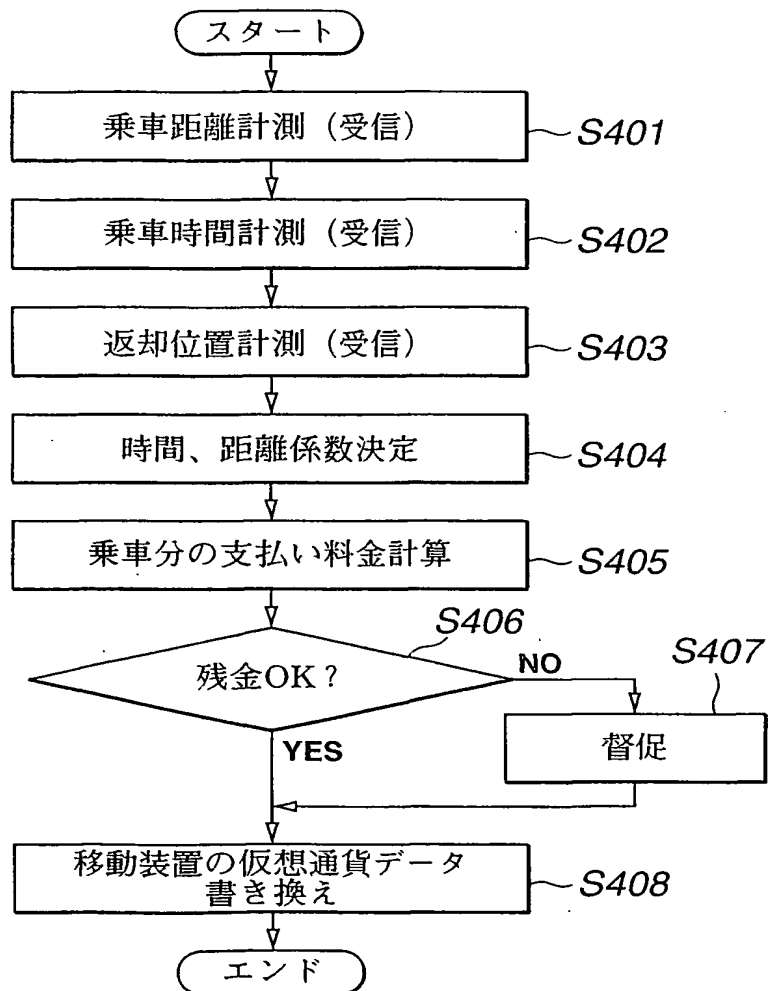 スタート
乗車距離計測（受信）
S401
乗車時間計測（受信）
S402
返却位置計測（受信）
S403
時間、距離係数決定
S404
乗車分の支払い料金計算
S405
S406
残金OK？
NO
S407
督促
YES
移動装置の仮想通貨データ
書き換え
S408
エンド